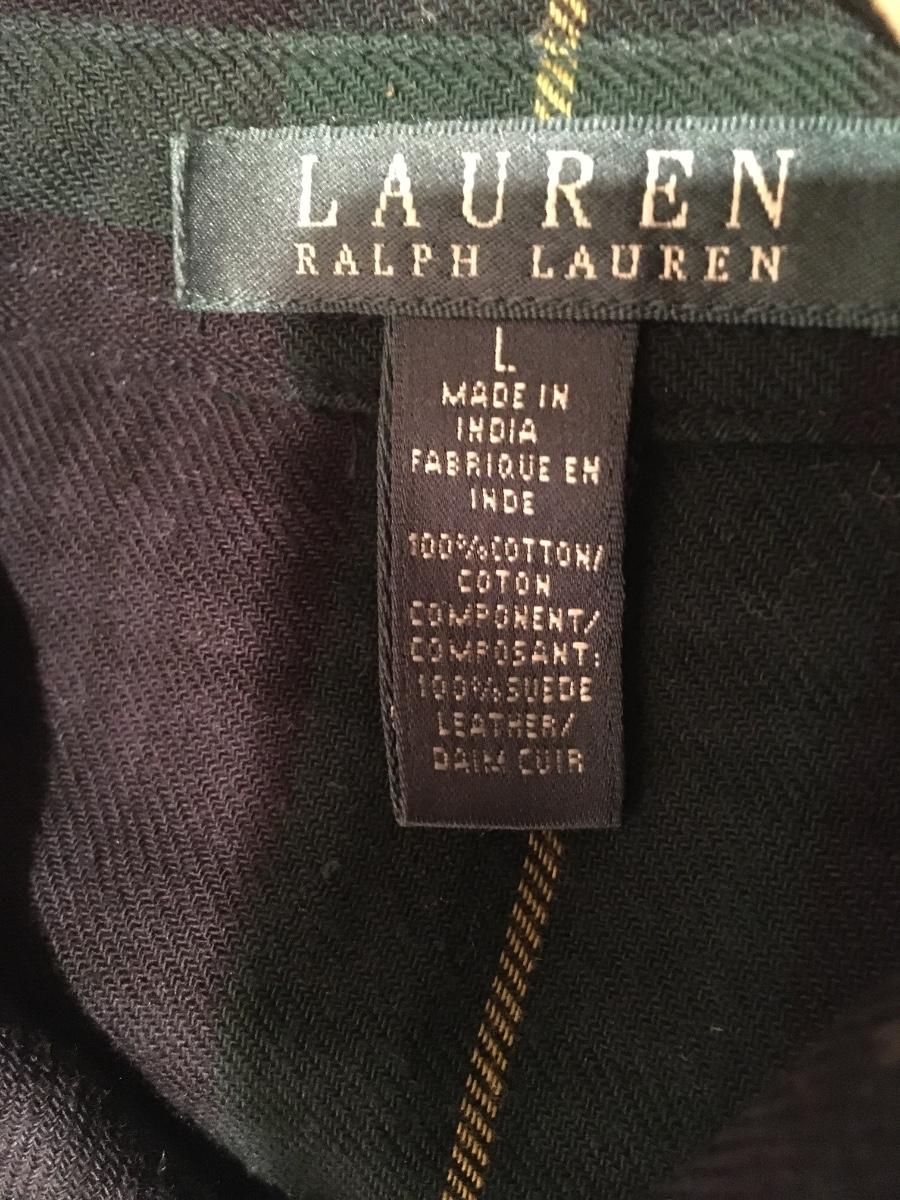 LAUREN
RALPH LAUREN
L
MADE IN
INDIA
FABRIQUE EN
INDE
100%COTTON/
COTON
COMPONENT/
COMPOSANT:
100%SUEDE
LEATHER/
DAIM CUIR